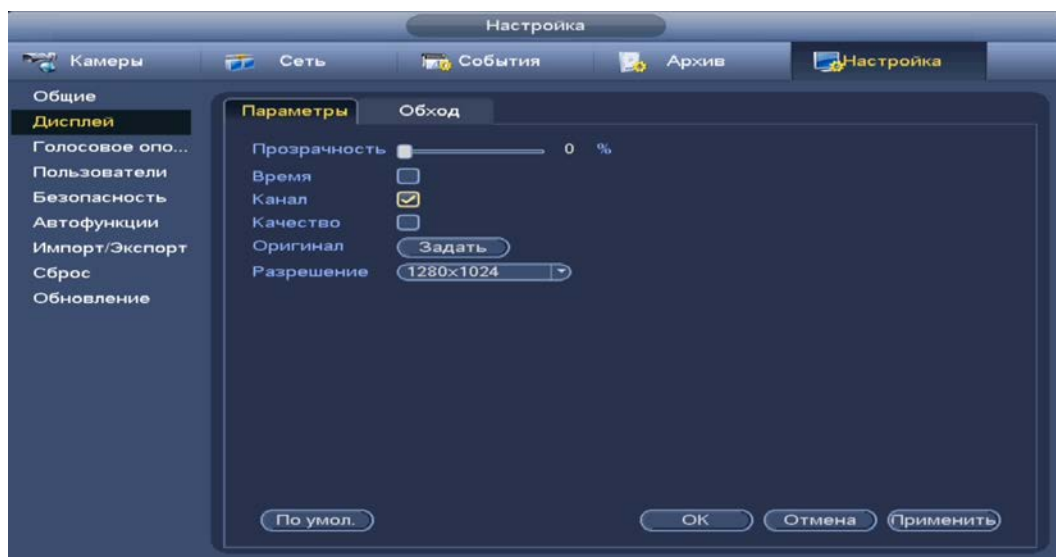 Настройка
Камеры Сеть События Архив Настройка
Общие
Дисплей
Голосовое опо...
Пользователи
Безопасность
Автофункции
Импорт/Экспорт
Сброс
Обновление
Параметры Обход
Прозрачность 0 %
Время
Канал
Качество
Оригинал Задать
Разрешение 1280x1024
По умол. OK Отмена Применить